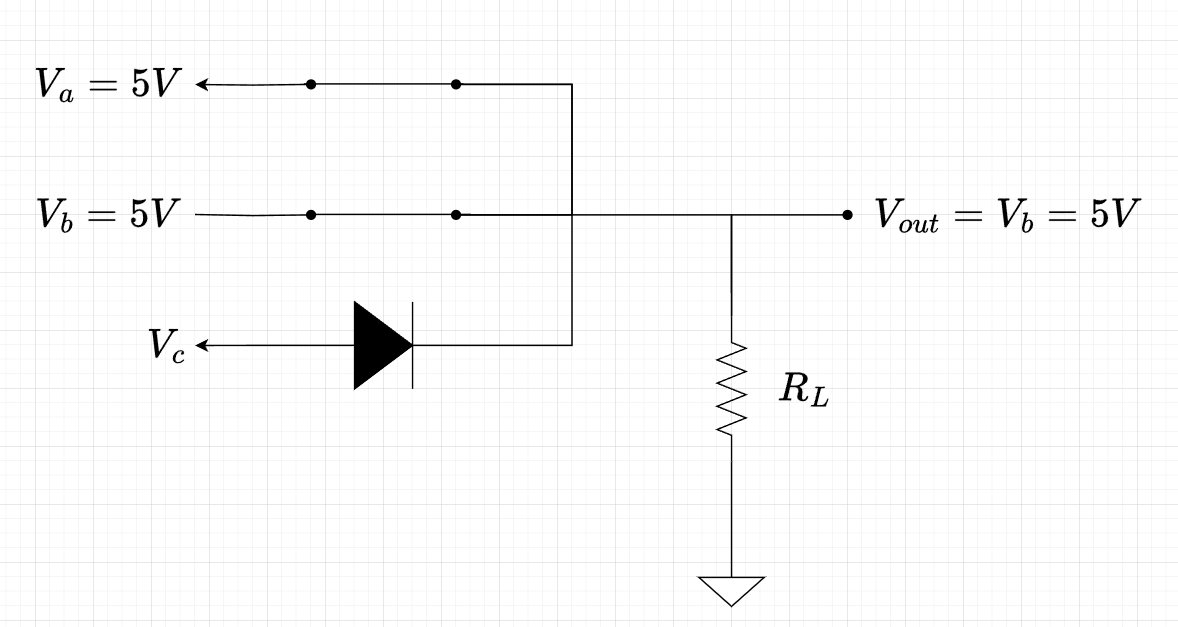 V_a = 5V
V_b = 5V
V_out = V_b = 5V
V_c
R_L